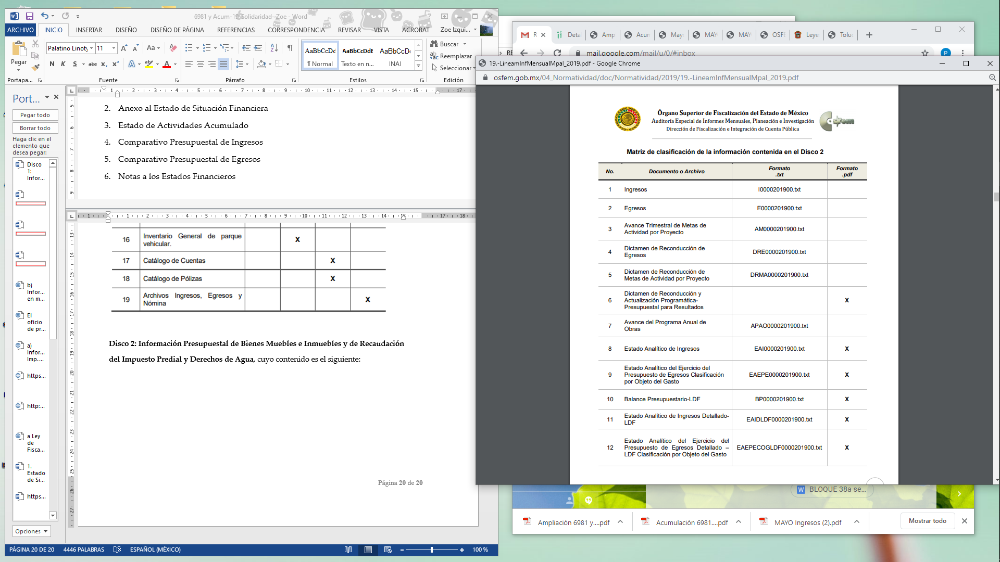 6981 y Acum-19-Solidaridad- Zoe - Word
ARCHIVO INICIO INSERTAR DISEÑO DISEÑO DE PÁGINA REFERENCIAS CORRESPONDENCIA REVISAR VISTA ACROBAT Zoe Izqui...
Pegar
Palatino Linoty 11
Aa
N K S abc x₂ x²
AaBbCcDd AaBbCcDdE AaBbCcD
¶ Normal Texto en n... INAI
Buscar
Reemplazar
Seleccionar
Portapa... Fuente Párrafo Estilos Edición
Port...
Pegar todo
Borrar todo
Haga clic en el
elemento que
desea pegar:
Disco
1:
Infor...
b)
Infor...
en m...
El
oficio
de pr...
a)
Infor...
Imp....
https...
http:...
a Ley
de
Fisca...
1.
Estado
de Si...
https...
Opciones
2. Anexo al Estado de Situación Financiera
3. Estado de Actividades Acumulado
4. Comparativo Presupuestal de Ingresos
5. Comparativo Presupuestal de Egresos
6. Notas a los Estados Financieros
16 Inventario General de parque
vehicular. X
17 Catálogo de Cuentas X
18 Catálogo de Pólizas X
19 Archivos Ingresos, Egresos y
Nómina X
Disco 2: Información Presupuestal de Bienes Muebles e Inmuebles y de Recaudación
del Impuesto Predial y Derechos de Agua, cuyo contenido es el siguiente:
Página 20 de 20
PÁGINA 20 DE 20 4446 PALABRAS ESPAÑOL (MÉXICO) 100 %
R Deta Amp Acun May MAY MAY OSFE Leye Toluc
mail.google.com/mail/u/0/#inbox P
19.-LineamInfMensualMpal_2019.pdf - Google Chrome
osfem.gob.mx/04_Normatividad/doc/Normatividad/2019/19.-LineamInfMensualMpal_2019.pdf
Órgano Superior de Fiscalización del Estado de México
Auditoría Especial de Informes Mensuales, Planeación e Investigación
Dirección de Fiscalización e Integración de Cuenta Pública
osfem
Matriz de clasificación de la información contenida en el Disco 2
No. Documento o Archivo Formato
.txt Formato
.pdf
1 Ingresos I0000201900.txt
2 Egresos E0000201900.txt
3 Avance Trimestral de Metas de
Actividad por Proyecto AM0000201900.txt
4 Dictamen de Reconducción de
Egresos DRE0000201900.txt
5 Dictamen de Reconducción de
Metas de Actividad por Proyecto DRMA0000201900.txt
6 Dictamen de Reconducción y
Actualización Programática-
Presupuestal para Resultados X
7 Avance del Programa Anual de
Obras APAO0000201900.txt
8 Estado Analítico de Ingresos EAI0000201900.txt X
9 Estado Analítico del Ejercicio del
Presupuesto de Egresos Clasificación
por Objeto del Gasto EAEPE0000201900.txt X
10 Balance Presupuestario-LDF BP0000201900.txt X
11 Estado Analítico de Ingresos Detallado-
LDF EAIDLDF0000201900.txt X
12 Estado Analítico del Ejercicio del
Presupuesto de Egresos Detallado –
LDF Clasificación por Objeto del Gasto EAEPECOGLDF0000201900.txt X
BLOQUE 38a se...
Ampliación 6981 y....pdf Acumulación 6981....pdf MAYO Ingresos (2).pdf Mostrar todo